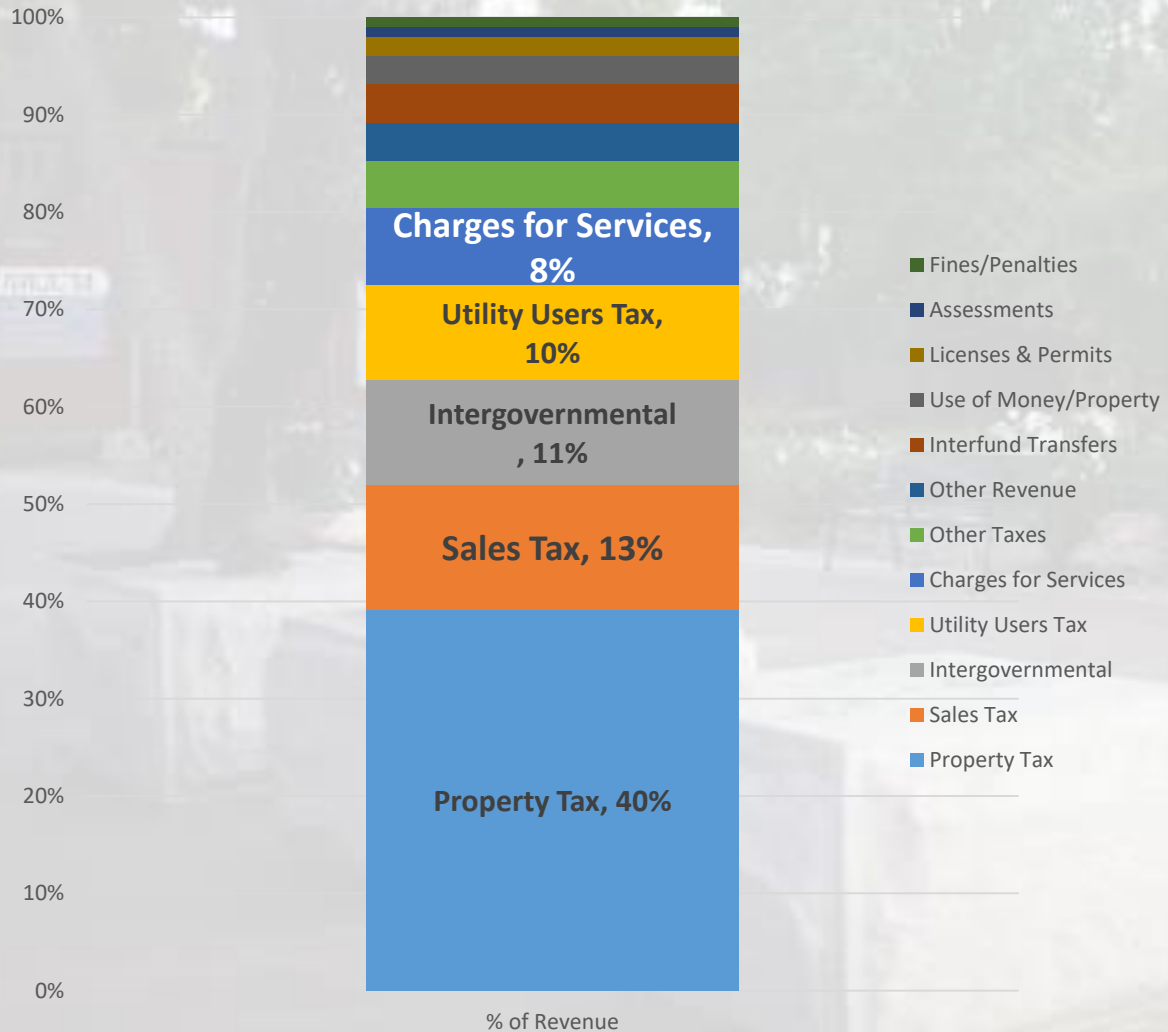 100%
90%
80%
70%
60%
50%
40%
30%
20%
10%
0%
Charges for Services,
8%
Utility Users Tax,
10%
Intergovernmental
, 11%
Sales Tax, 13%
Property Tax, 40%
% of Revenue
Fines/Penalties
Assessments
Licenses & Permits
Use of Money/Property
Interfund Transfers
Other Revenue
Other Taxes
Charges for Services
Utility Users Tax
Intergovernmental
Sales Tax
Property Tax